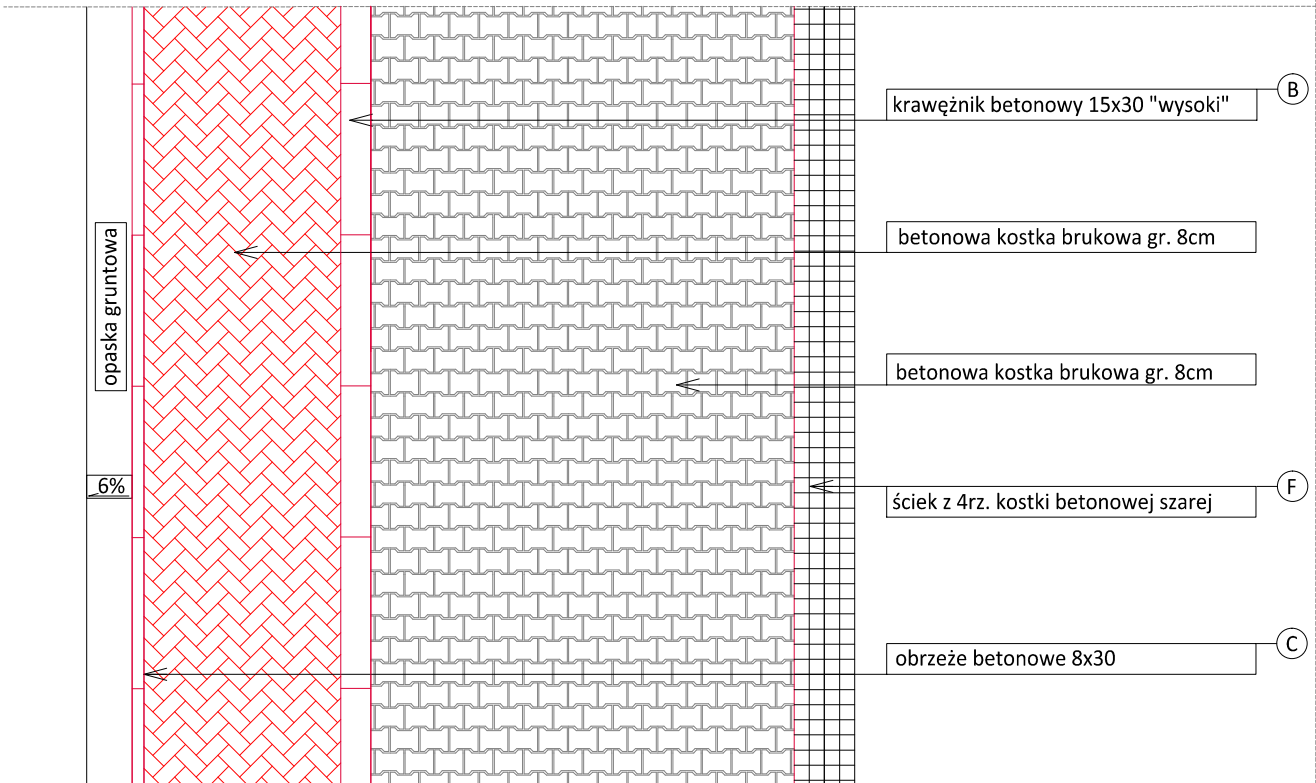 B
krawężnik betonowy 15x30 "wysoki"
betonowa kostka brukowa gr. 8cm
opaska gruntowa
betonowa kostka brukowa gr. 8cm
6%
F
ściek z 4rz. kostki betonowej szarej
C
obrzeże betonowe 8x30